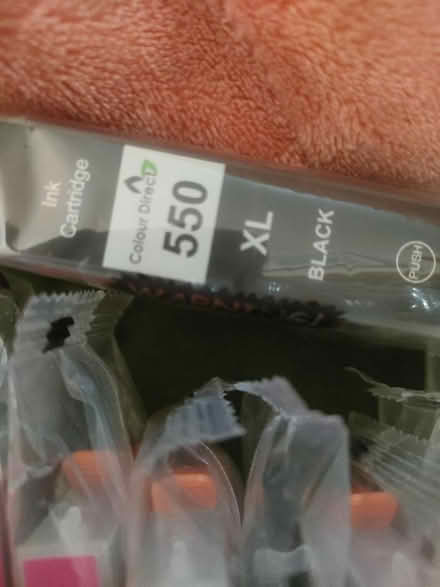 Ink
Cartridge
Colour Direct
550
XL
BLACK
PUSH